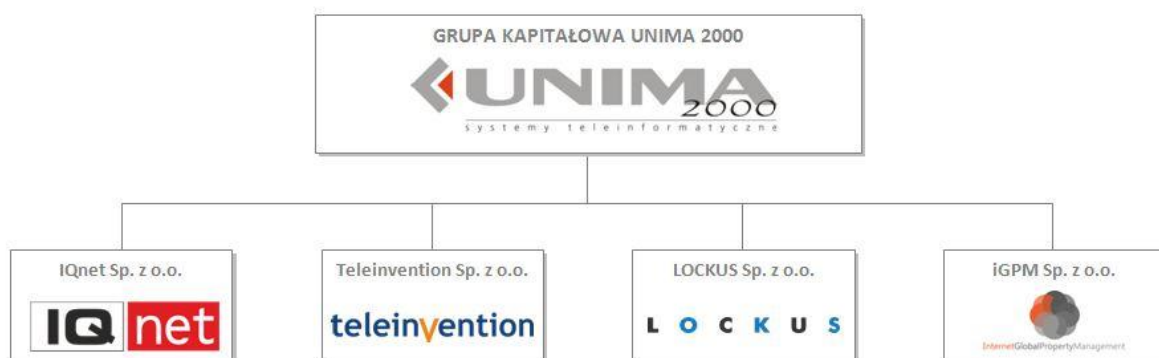 GRUPA KAPITAŁOWA UNIMA 2000
UNIMA
2000
systemy teleinformatyczne
IQnet Sp. z o.o.
IQ net
Teleinvention Sp. z o.o.
teleinvention
LOCKUS Sp. z o.o.
LOCKUS
iGPM Sp. z o.o.
InternetGlobalPropertyManagement